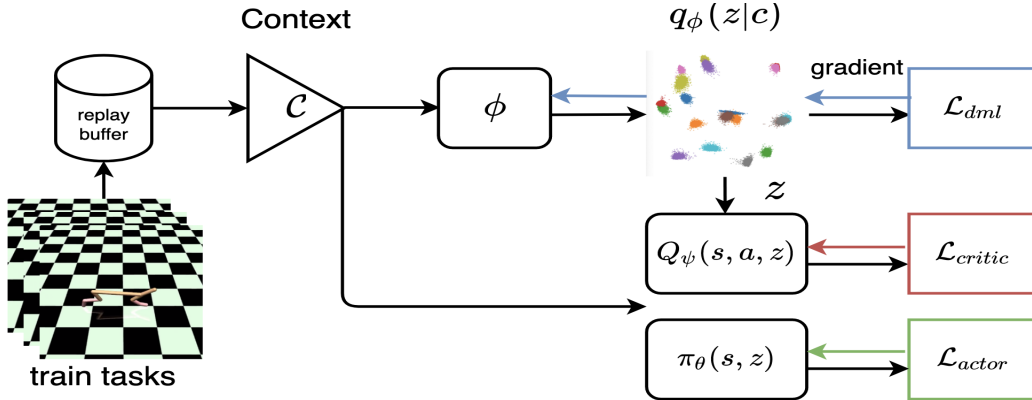 Context
q_ϕ(z|c)
replay
buffer
C
ϕ
gradient
L_dml
z
Q_ψ(s, a, z)
L_critic
π_θ(s, z)
L_actor
train tasks